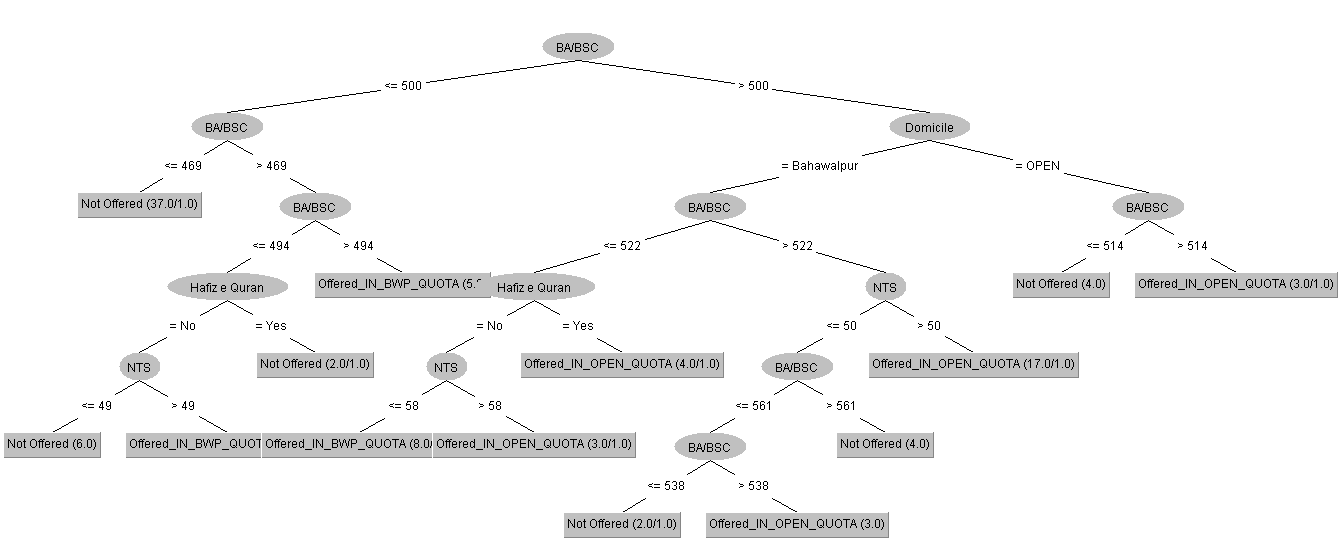 BA/BSC
<= 500 > 500
BA/BSC Domicile
<= 469 > 469 = Bahawalpur = OPEN
Not Offered (37.0/1.0) BA/BSC BA/BSC BA/BSC
<= 494 > 494 <= 522 > 522 <= 514 > 514
Hafiz e Quran Offered_IN_BWP_QUOTA (5. Hafiz e Quran NTS Not Offered (4.0) Offered_IN_OPEN_QUOTA (3.0/1.0)
= No = Yes = No = Yes <= 50 > 50
NTS Not Offered (2.0/1.0) NTS Offered_IN_OPEN_QUOTA (4.0/1.0) BA/BSC Offered_IN_OPEN_QUOTA (17.0/1.0)
<= 49 > 49 <= 58 > 58 <= 561 > 561
Not Offered (6.0) Offered_IN_BWP_QUOT Offered_IN_BWP_QUOTA (8.0/ Offered_IN_OPEN_QUOTA (3.0/1.0) BA/BSC Not Offered (4.0)
<= 538 > 538
Not Offered (2.0/1.0) Offered_IN_OPEN_QUOTA (3.0)